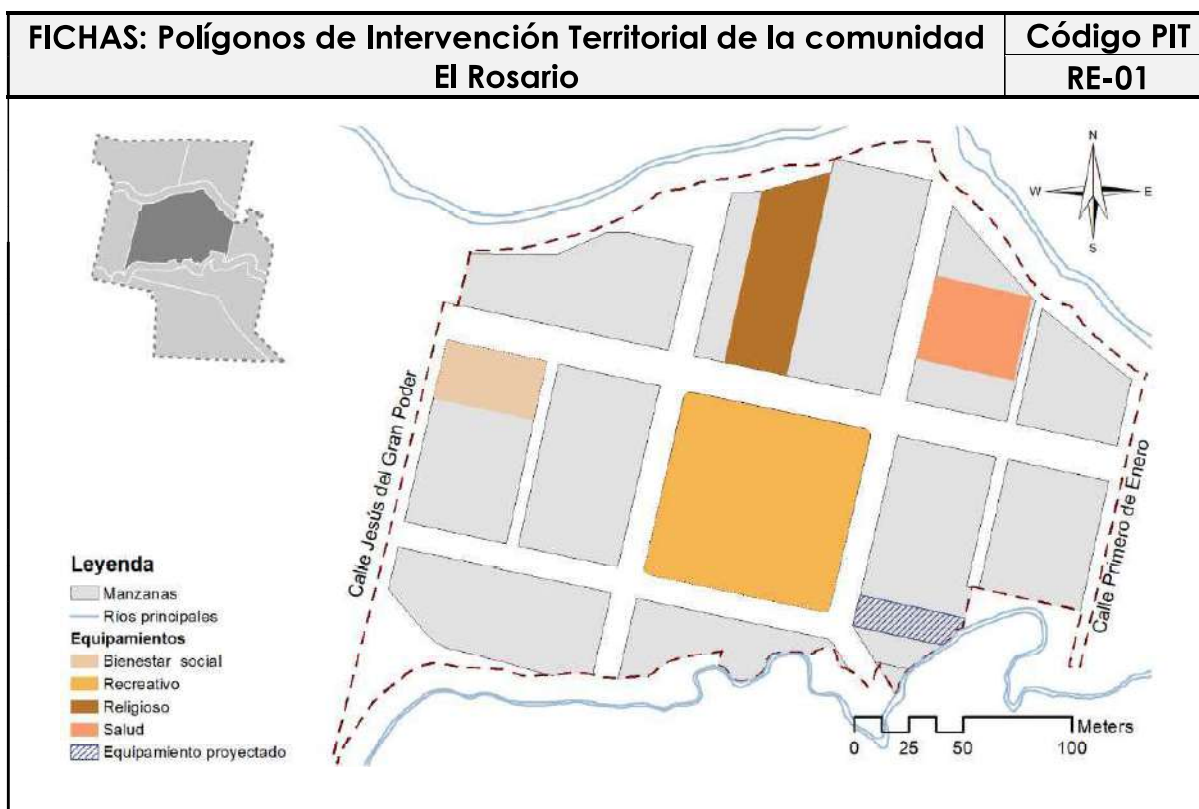 FICHAS: Polígonos de Intervención Territorial de la comunidad
El Rosario
Código PIT
RE-01
N
W
E
S
Calle Jesús del Gran Poder
Calle Primero de Enero
Leyenda
Manzanas
Ríos principales
Equipamientos
Bienestar social
Recreativo
Religioso
Salud
Equipamiento proyectado
Meters
0 25 50 100